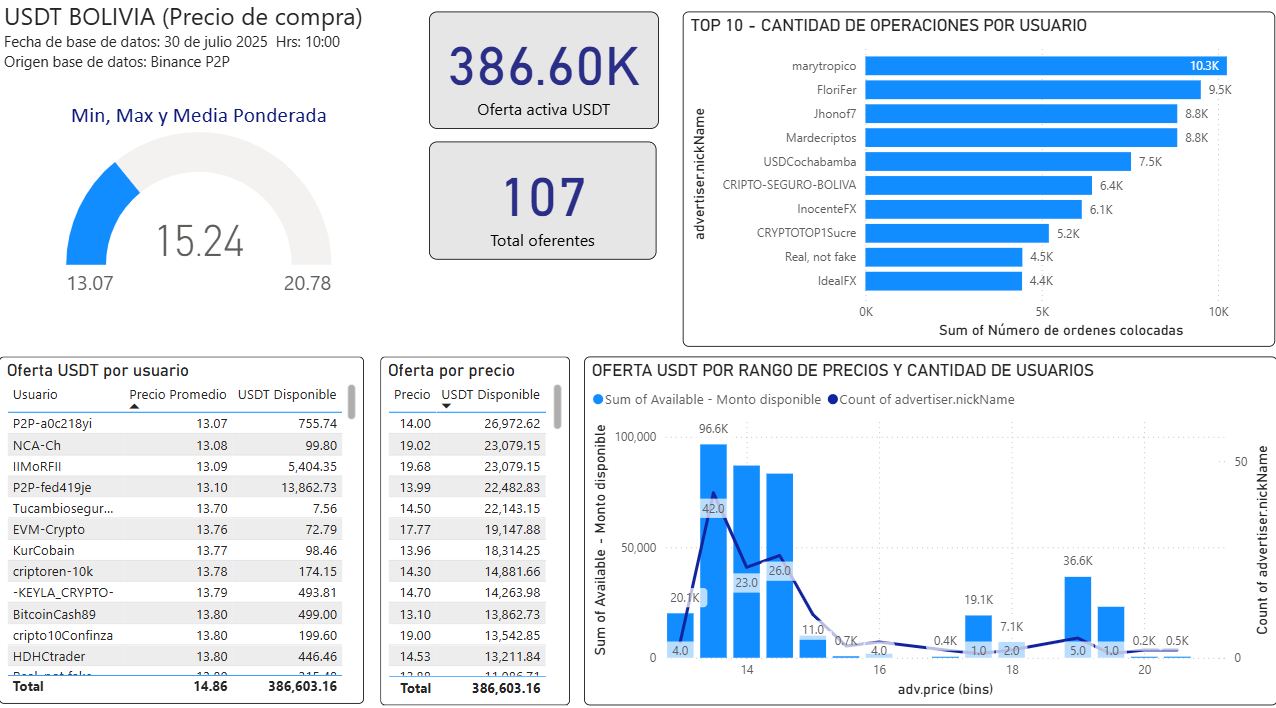 USDT BOLIVIA (Precio de compra)
Fecha de base de datos: 30 de julio 2025 Hrs: 10:00
Origen base de datos: Binance P2P
Min, Max y Media Ponderada
15.24
13.07
20.78
386.60K
Oferta activa USDT
107
Total oferentes
TOP 10 - CANTIDAD DE OPERACIONES POR USUARIO
advertiser.nickName
marytropico 10.3K
FloriFer 9.5K
Jhonof7 8.8K
Mardecriptos 8.8K
USDCochabamba 7.5K
CRIPTO-SEGURO-BOLIVA 6.4K
InocenteFX 6.1K
CRYPTOTOP1Sucre 5.2K
Real, not fake 4.5K
IdealFX 4.4K
0K 5K 10K
Sum of Número de ordenes colocadas
Oferta USDT por usuario
Usuario Precio Promedio USDT Disponible
P2P-a0c218yi 13.07 755.74
NCA-Ch 13.08 99.80
IIMoRFII 13.09 5,404.35
P2P-fed419je 13.10 13,862.73
Tucambiosegur... 13.70 7.56
EVM-Crypto 13.76 72.79
KurCobain 13.77 98.46
criptoren-10k 13.78 174.15
-KEYLA_CRYPTO- 13.79 493.81
BitcoinCash89 13.80 499.00
cripto10Confinza 13.80 199.60
HDHCtrader 13.80 446.46
Total 14.86 386,603.16
Oferta por precio
Precio USDT Disponible
14.00 26,972.62
19.02 23,079.15
19.68 23,079.15
13.99 22,482.83
14.50 22,143.15
17.77 19,147.88
13.96 18,314.25
14.30 14,881.66
14.70 14,263.98
13.10 13,862.73
19.00 13,542.85
14.53 13,211.84
Total 386,603.16
OFERTA USDT POR RANGO DE PRECIOS Y CANTIDAD DE USUARIOS
Sum of Available - Monto disponible Count of advertiser.nickName
Sum of Available - Monto disponible
100,000
50,000
0
20.1K 96.6K 0.7K 0.4K 19.1K 7.1K 36.6K 0.2K 0.5K
4.0 42.0 23.0 26.0 11.0 4.0 1.0 2.0 5.0 1.0
14 16 18 20
adv.price (bins)
50
0
Count of advertiser.nickName